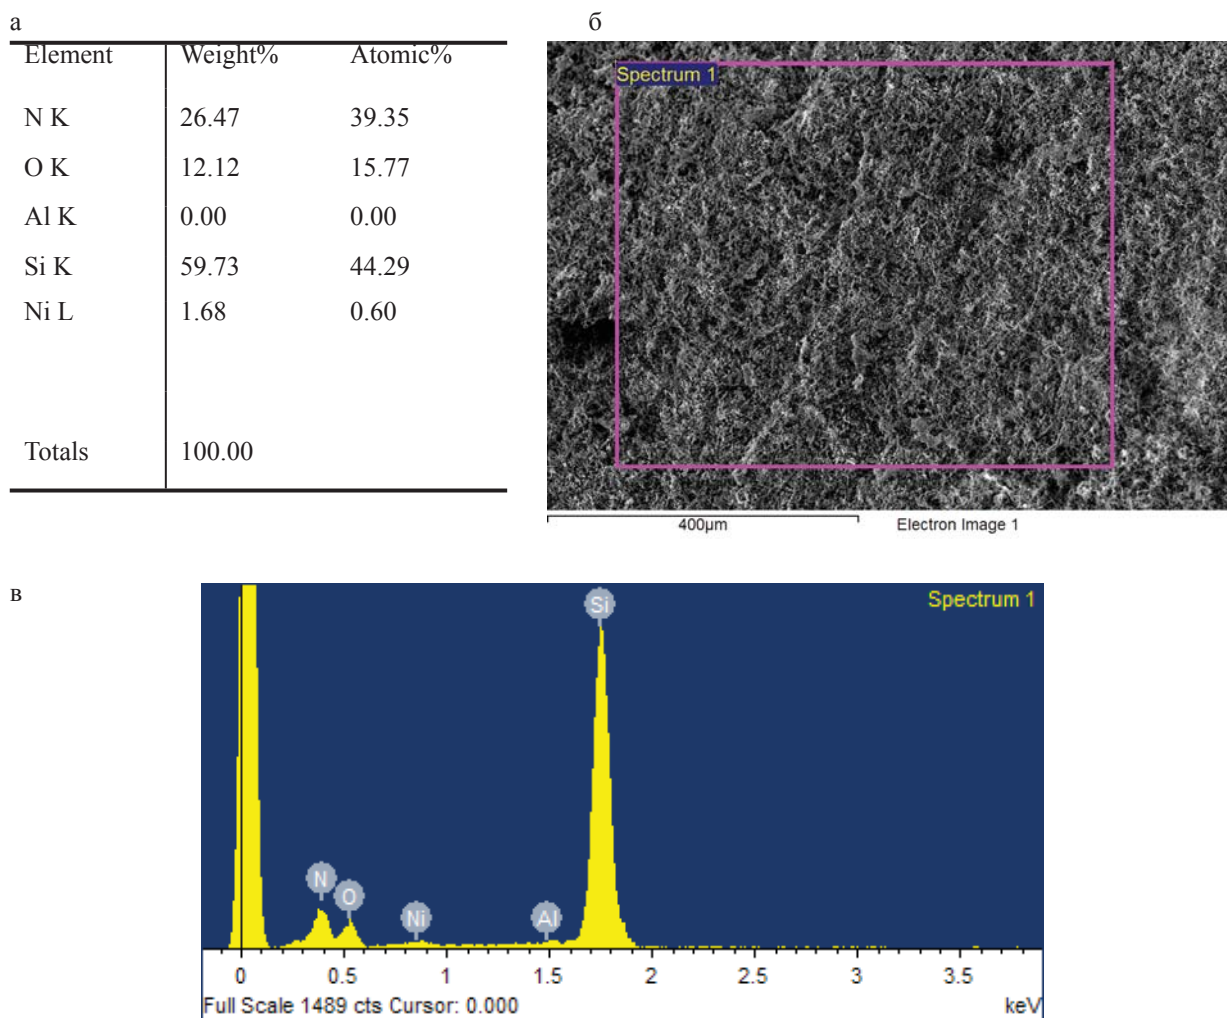 а
Element Weight% Atomic%
N K 26.47 39.35
O K 12.12 15.77
Al K 0.00 0.00
Si K 59.73 44.29
Ni L 1.68 0.60
Totals 100.00
б
Spectrum 1
400µm Electron Image 1
в
Spectrum 1
Si
N
O
Ni
Al
0 0.5 1 1.5 2 2.5 3 3.5
Full Scale 1489 cts Cursor: 0.000 keV